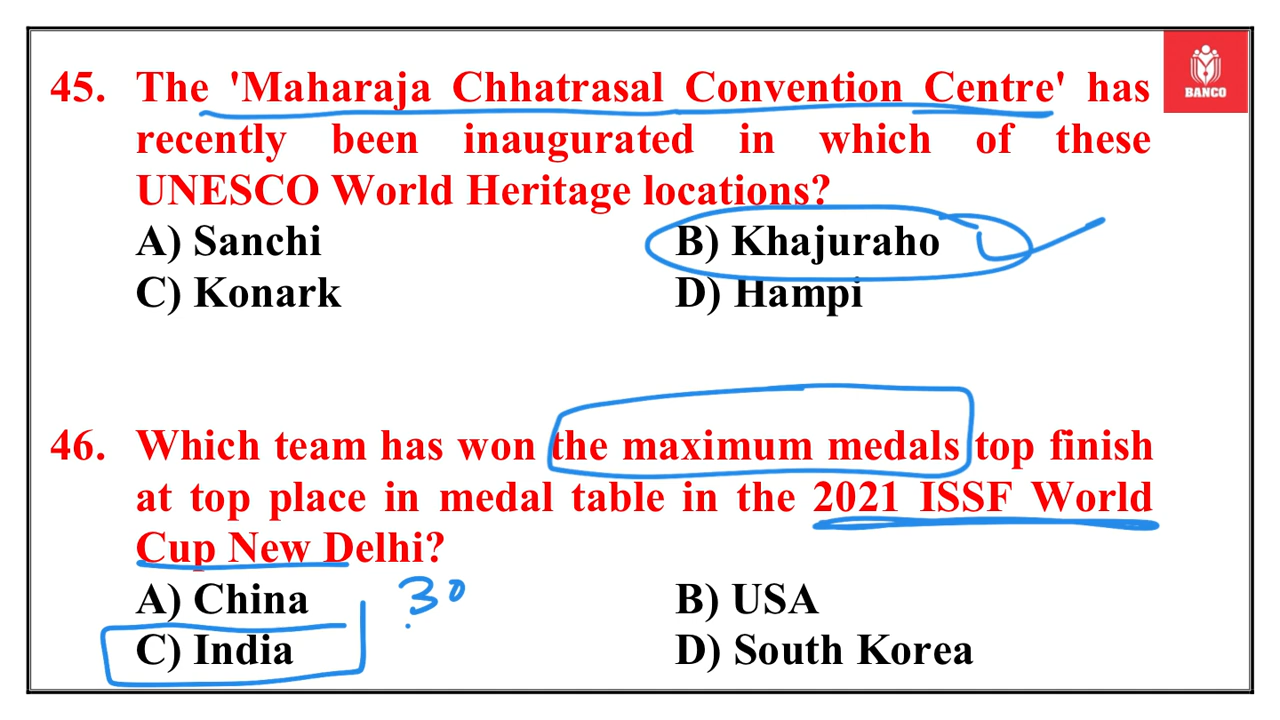 BANCO
45. The 'Maharaja Chhatrasal Convention Centre' has
recently been inaugurated in which of these
UNESCO World Heritage locations?
A) Sanchi B) Khajuraho
C) Konark D) Hampi
46. Which team has won the maximum medals top finish
at top place in medal table in the 2021 ISSF World
Cup New Delhi?
A) China 30 B) USA
C) India D) South Korea